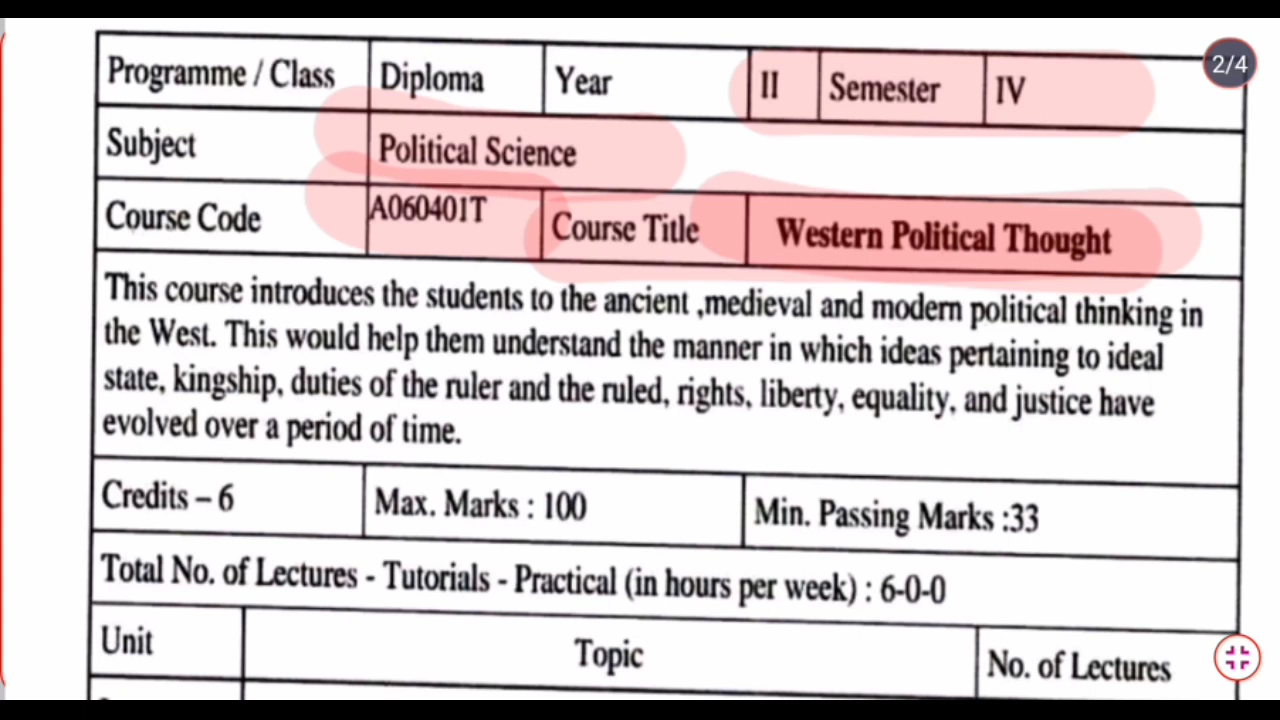 2/4
Programme / Class Diploma Year II Semester IV
Subject Political Science
Course Code A060401T Course Title Western Political Thought
This course introduces the students to the ancient ,medieval and modern political thinking in
the West. This would help them understand the manner in which ideas pertaining to ideal
state, kingship, duties of the ruler and the ruled, rights, liberty, equality, and justice have
evolved over a period of time.
Credits – 6 Max. Marks : 100 Min. Passing Marks :33
Total No. of Lectures - Tutorials - Practical (in hours per week) : 6-0-0
Unit Topic No. of Lectures